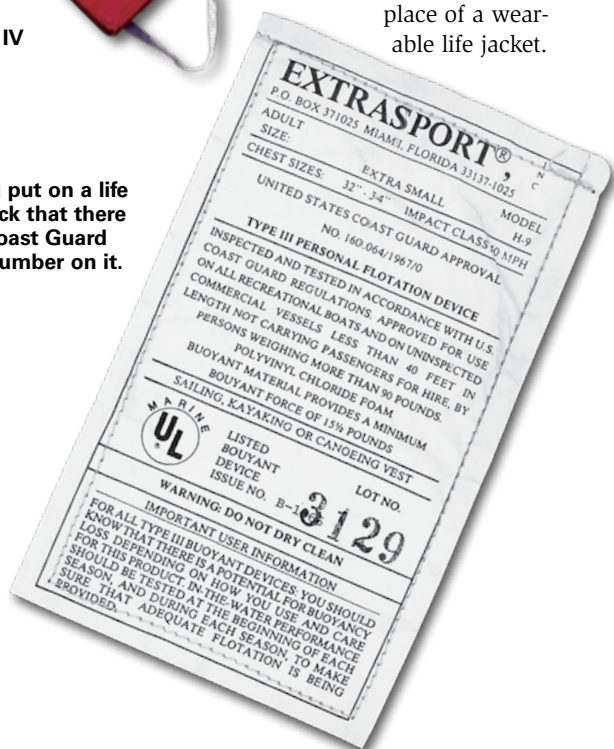 place of a wear-
able life jacket.
IV
put on a life
ck that there
oast Guard
umber on it.
EXTRASPORT®,
P.O. BOX 371025 MIAMI, FLORIDA 33137-1025
ADULT
SIZE: EXTRA SMALL MODEL
CHEST SIZES: 32" - 34" IMPACT CLASS 50 MPH H-9
UNITED STATES COAST GUARD APPROVAL
NO. 160.064/1967/0
TYPE III PERSONAL FLOTATION DEVICE
INSPECTED AND TESTED IN ACCORDANCE WITH U.S.
COAST GUARD REGULATIONS. APPROVED FOR USE
ON ALL RECREATIONAL BOATS AND ON UNINSPECTED
COMMERCIAL VESSELS LESS THAN 40 FEET IN
LENGTH NOT CARRYING PASSENGERS FOR HIRE, BY
PERSONS WEIGHING MORE THAN 90 POUNDS.
POLYVINYL CHLORIDE FOAM
BUOYANT MATERIAL PROVIDES A MINIMUM
BOUYANT FORCE OF 15½ POUNDS
SAILING, KAYAKING OR CANOEING VEST
MARINE
UL
LISTED
BOUYANT
DEVICE LOT NO.
ISSUE NO. 3129
WARNING: DO NOT DRY CLEAN
IMPORTANT USER INFORMATION
FOR ALL TYPE III BUOYANT DEVICES: YOU SHOULD
KNOW THAT THERE IS A POTENTIAL FOR BUOYANCY
LOSS DEPENDING ON HOW YOU USE AND CARE
FOR THIS PRODUCT. IN-THE-WATER PERFORMANCE
SHOULD BE TESTED AT THE BEGINNING OF EACH
SEASON, AND DURING EACH SEASON, TO MAKE
SURE THAT ADEQUATE FLOTATION IS BEING
PROVIDED.